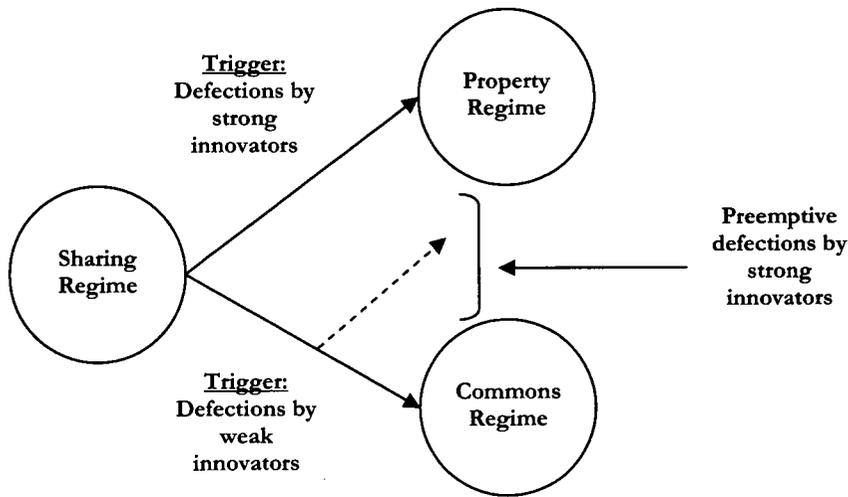 Trigger:
Defections by
strong
innovators
Property
Regime
Sharing
Regime
Preemptive
defections by
strong
innovators
Trigger:
Defections by
weak
innovators
Commons
Regime